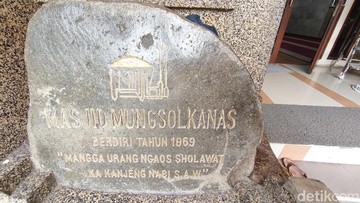 MASJID MUNGSOLKANAS
BERDIRI TAHUN 1869
"MANGGA URANG NGAOS SHOLAWAT
KA KANJENG NABI S.A.W."
detikcom